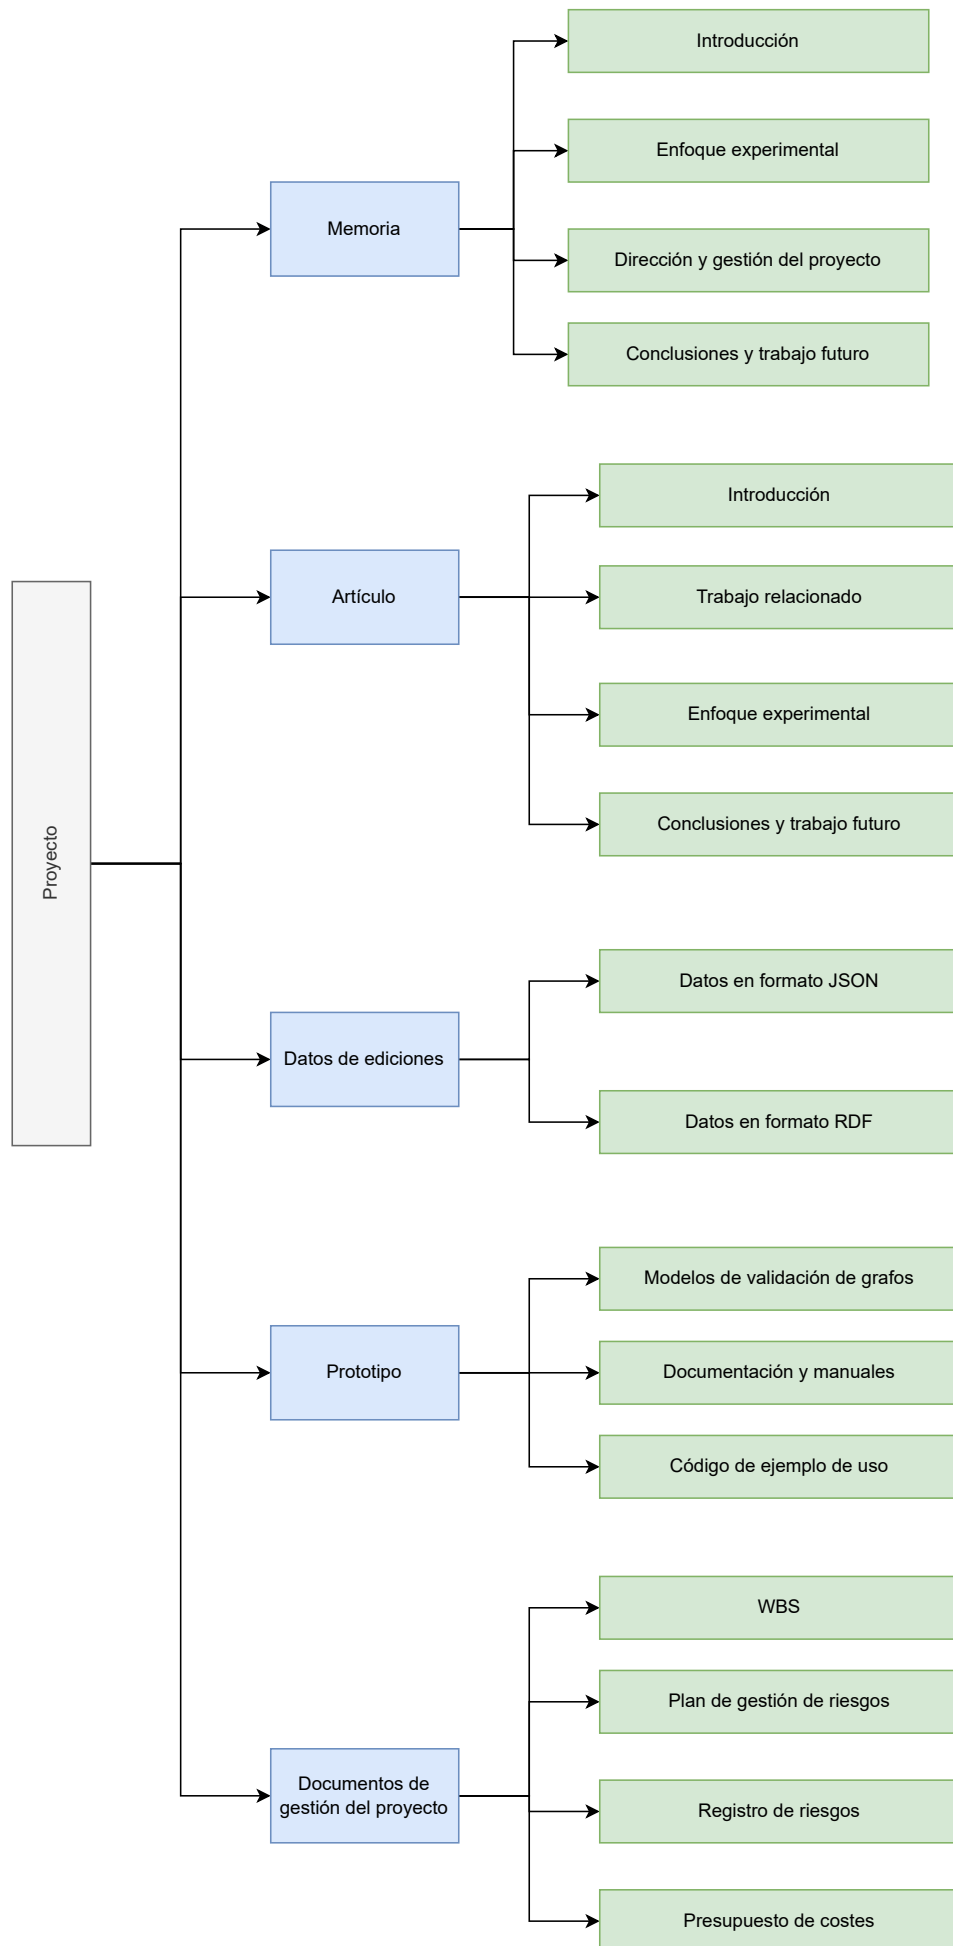 Proyecto
Memoria
Introducción
Enfoque experimental
Dirección y gestión del proyecto
Conclusiones y trabajo futuro
Artículo
Introducción
Trabajo relacionado
Enfoque experimental
Conclusiones y trabajo futuro
Datos de ediciones
Datos en formato JSON
Datos en formato RDF
Prototipo
Modelos de validación de grafos
Documentación y manuales
Código de ejemplo de uso
Documentos de
gestión del proyecto
WBS
Plan de gestión de riesgos
Registro de riesgos
Presupuesto de costes